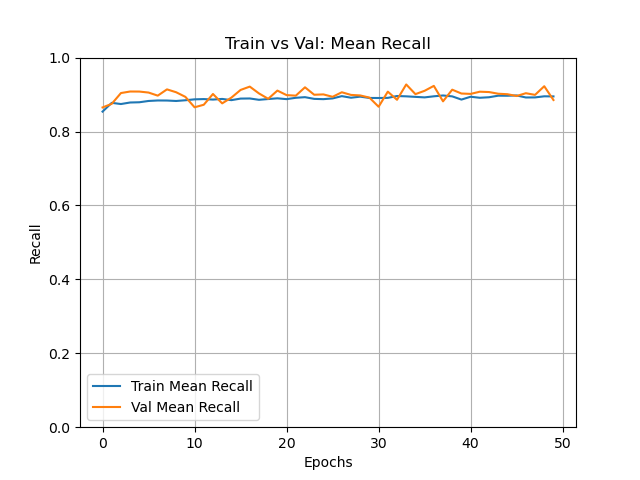 Train vs Val: Mean Recall
1.0
0.8
0.6
0.4
0.2
0.0
Recall
Train Mean Recall
Val Mean Recall
0 10 20 30 40 50
Epochs